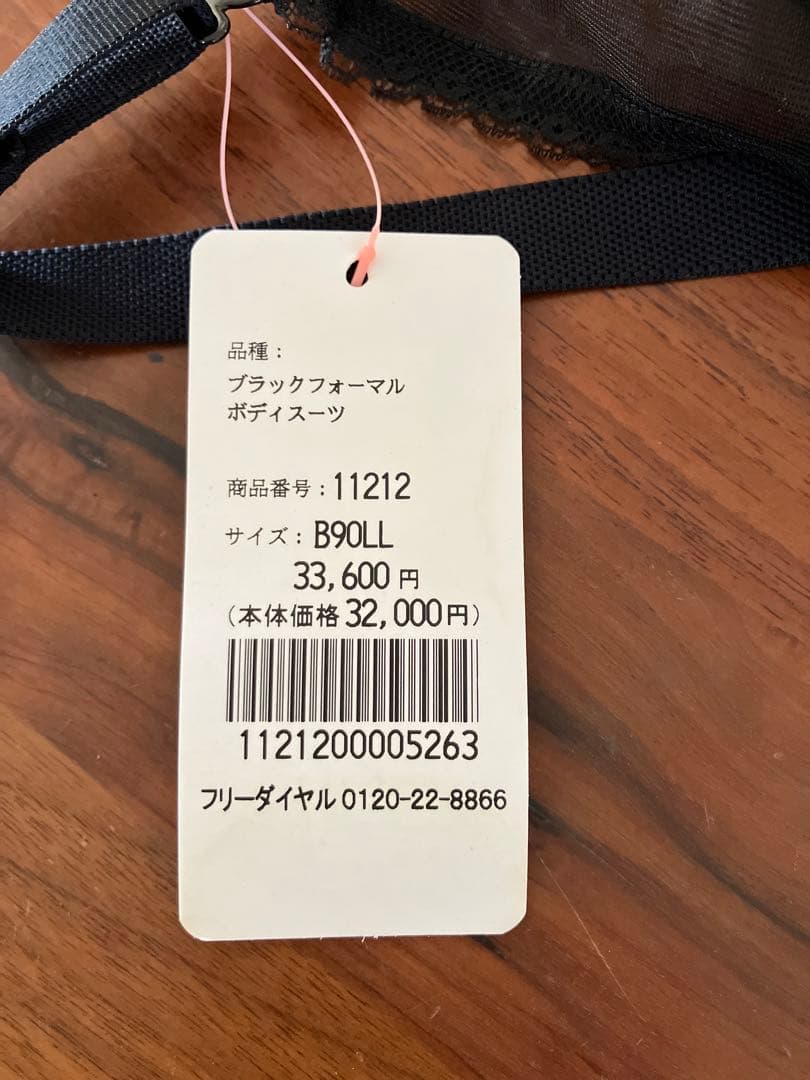 品種：
ブラックフォーマル
ボディスーツ
商品番号：11212
サイズ：B90LL
33,600円
（本体価格32,000円）
1121200005263
フリーダイヤル 0120-22-8866